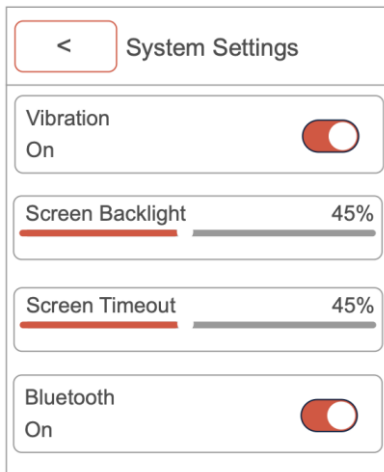 < System Settings
Vibration
On
Screen Backlight 45%
Screen Timeout 45%
Bluetooth
On